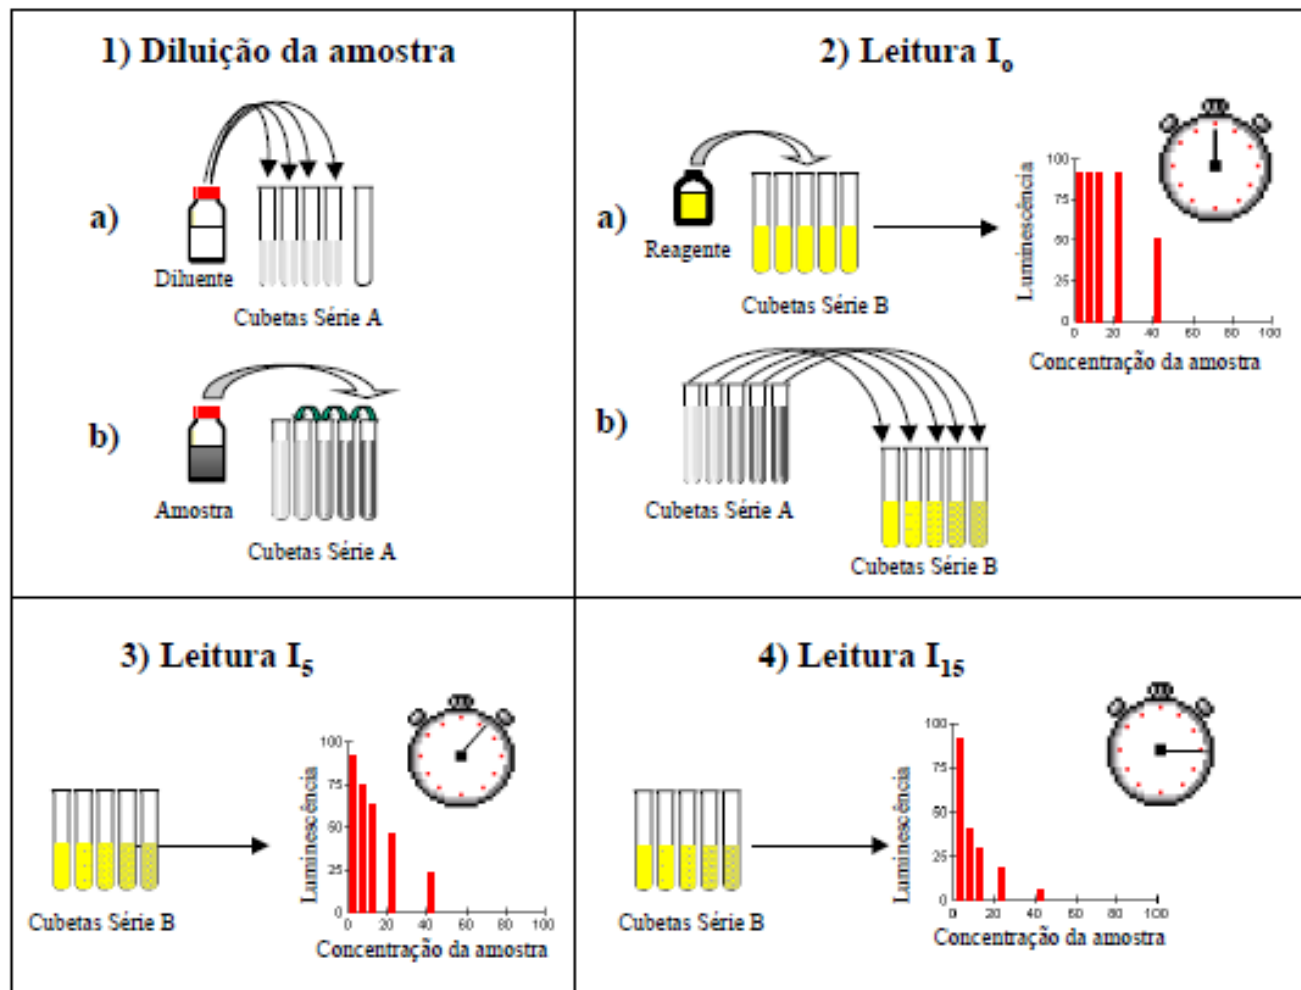 1) Diluição da amostra
a)
Diluente
Cubetas Série A
b)
Amostra
Cubetas Série A
2) Leitura I₀
a)
Reagente
Cubetas Série B
Luminescência
100
75
50
25
0
0 20 40 60 80 100
Concentração da amostra
b)
Cubetas Série A
Cubetas Série B
3) Leitura I₅
Cubetas Série B
Luminescência
100
75
50
25
0
0 20 40 60 80 100
Concentração da amostra
4) Leitura I₁₅
Cubetas Série B
Luminescência
100
75
50
25
0
0 20 40 60 80 100
Concentração da amostra